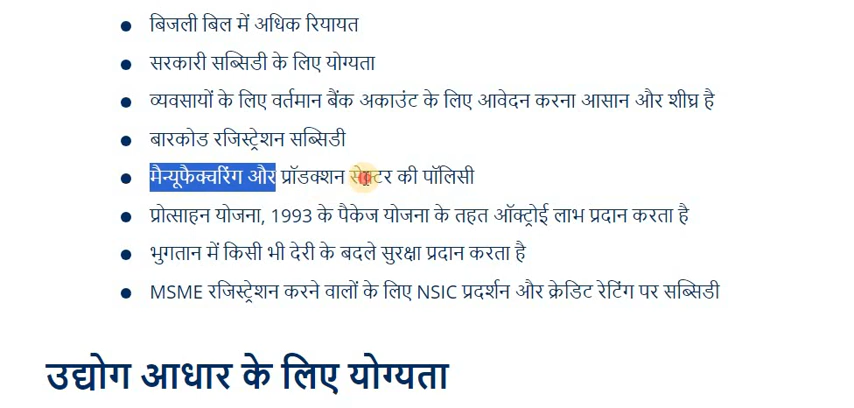 बिजली बिल में अधिक रियायत
सरकारी सब्सिडी के लिए योग्यता
व्यवसायों के लिए वर्तमान बैंक अकाउंट के लिए आवेदन करना आसान और शीघ्र है
बारकोड रजिस्ट्रेशन सब्सिडी
मैन्यूफैक्चरिंग और प्रॉडक्शन सेक्टर की पॉलिसी
प्रोत्साहन योजना, 1993 के पैकेज योजना के तहत ऑक्ट्रोई लाभ प्रदान करता है
भुगतान में किसी भी देरी के बदले सुरक्षा प्रदान करता है
MSME रजिस्ट्रेशन करने वालों के लिए NSIC प्रदर्शन और क्रेडिट रेटिंग पर सब्सिडी
उद्योग आधार के लिए योग्यता